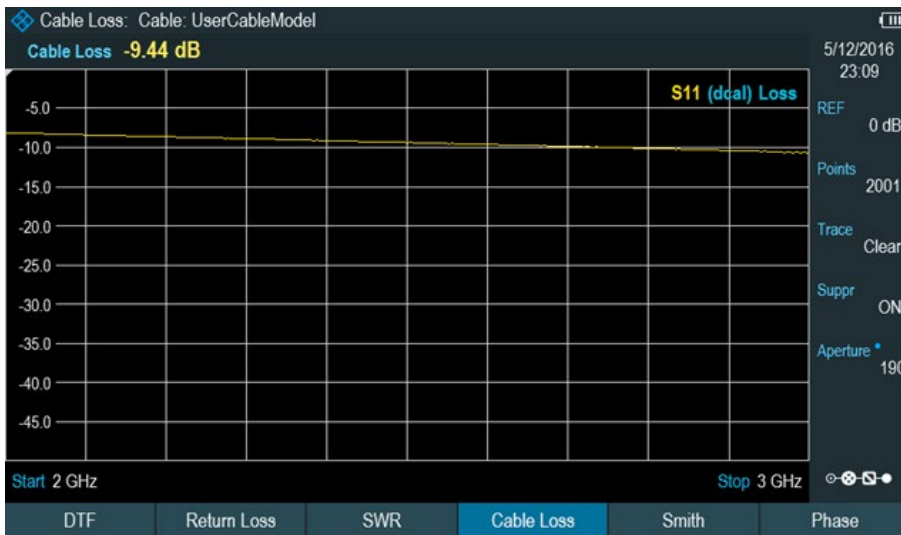 Cable Loss: Cable: UserCableModel
Cable Loss -9.44 dB
5/12/2016
23:09
S11 (dcal) Loss
-5.0
-10.0
-15.0
-20.0
-25.0
-30.0
-35.0
-40.0
-45.0
REF
0 dB
Points
2001
Trace
Clear
Suppr
ON
Aperture
190
Start 2 GHz
Stop 3 GHz
DTF
Return Loss
SWR
Cable Loss
Smith
Phase